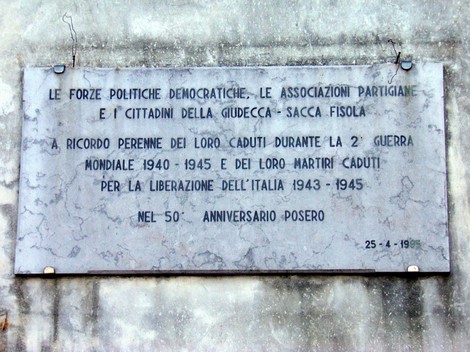 LE FORZE POLITICHE DEMOCRATICHE, LE ASSOCIAZIONI PARTIGIANE
E I CITTADINI DELLA GIUDECCA - SACCA FISOLA
A RICORDO PERENNE DEI LORO CADUTI DURANTE LA 2ª GUERRA
MONDIALE 1940 - 1945 E DEI LORO MARTIRI CADUTI
PER LA LIBERAZIONE DELL'ITALIA 1943 - 1945
NEL 50° ANNIVERSARIO POSERO
25-4-1995